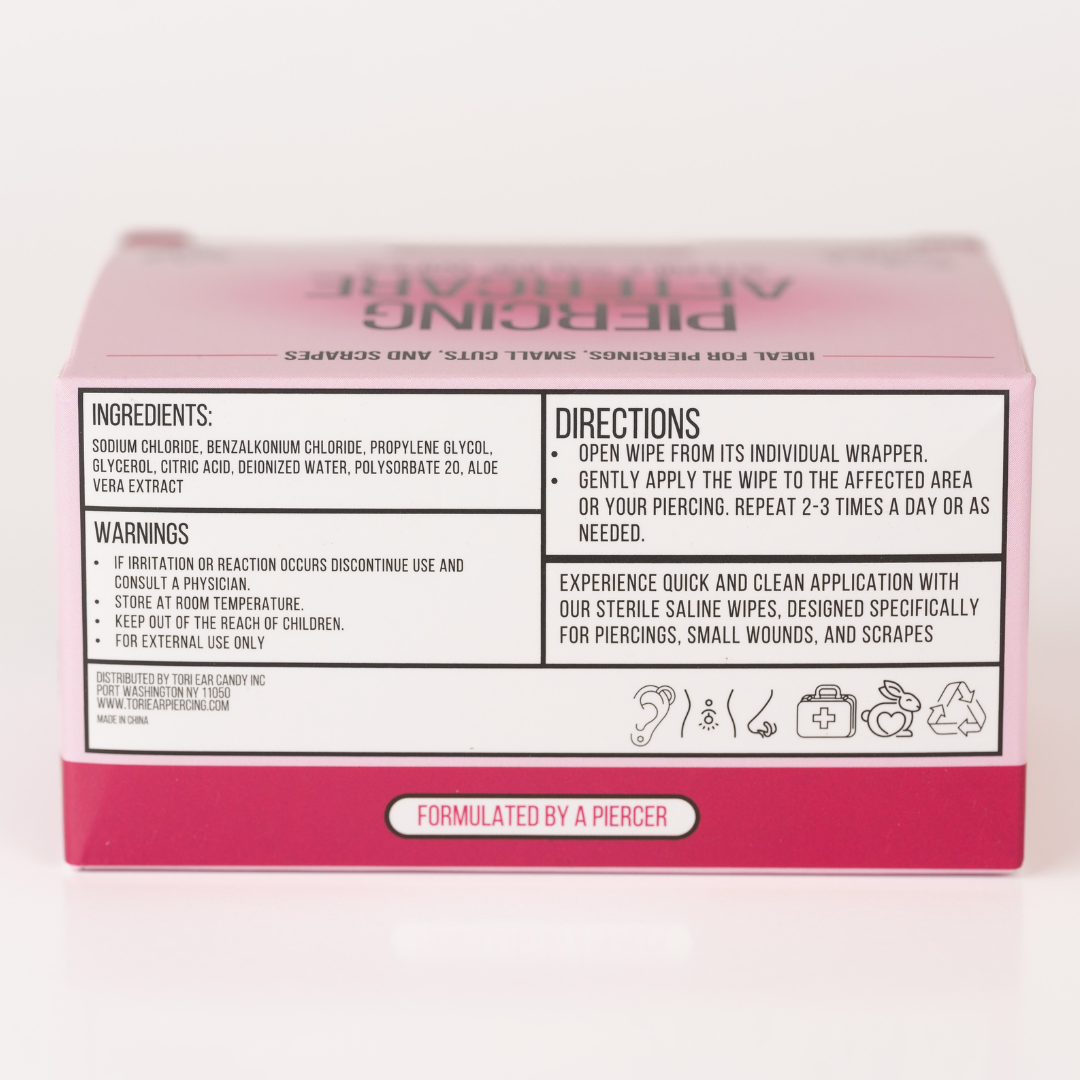 AFTERCARE
PIERCING
IDEAL FOR PIERCINGS, SMALL CUTS, AND SCRAPES
INGREDIENTS:
SODIUM CHLORIDE, BENZALKONIUM CHLORIDE, PROPYLENE GLYCOL,
GLYCEROL, CITRIC ACID, DEIONIZED WATER, POLYSORBATE 20, ALOE
VERA EXTRACT
WARNINGS
• IF IRRITATION OR REACTION OCCURS DISCONTINUE USE AND
CONSULT A PHYSICIAN.
• STORE AT ROOM TEMPERATURE.
• KEEP OUT OF THE REACH OF CHILDREN.
• FOR EXTERNAL USE ONLY
DIRECTIONS
• OPEN WIPE FROM ITS INDIVIDUAL WRAPPER.
• GENTLY APPLY THE WIPE TO THE AFFECTED AREA
OR YOUR PIERCING. REPEAT 2-3 TIMES A DAY OR AS
NEEDED.
EXPERIENCE QUICK AND CLEAN APPLICATION WITH
OUR STERILE SALINE WIPES, DESIGNED SPECIFICALLY
FOR PIERCINGS, SMALL WOUNDS, AND SCRAPES
DISTRIBUTED BY TORI EAR CANDY INC
PORT WASHINGTON NY 11050
WWW.TORIEARPIERCING.COM
MADE IN CHINA
FORMULATED BY A PIERCER